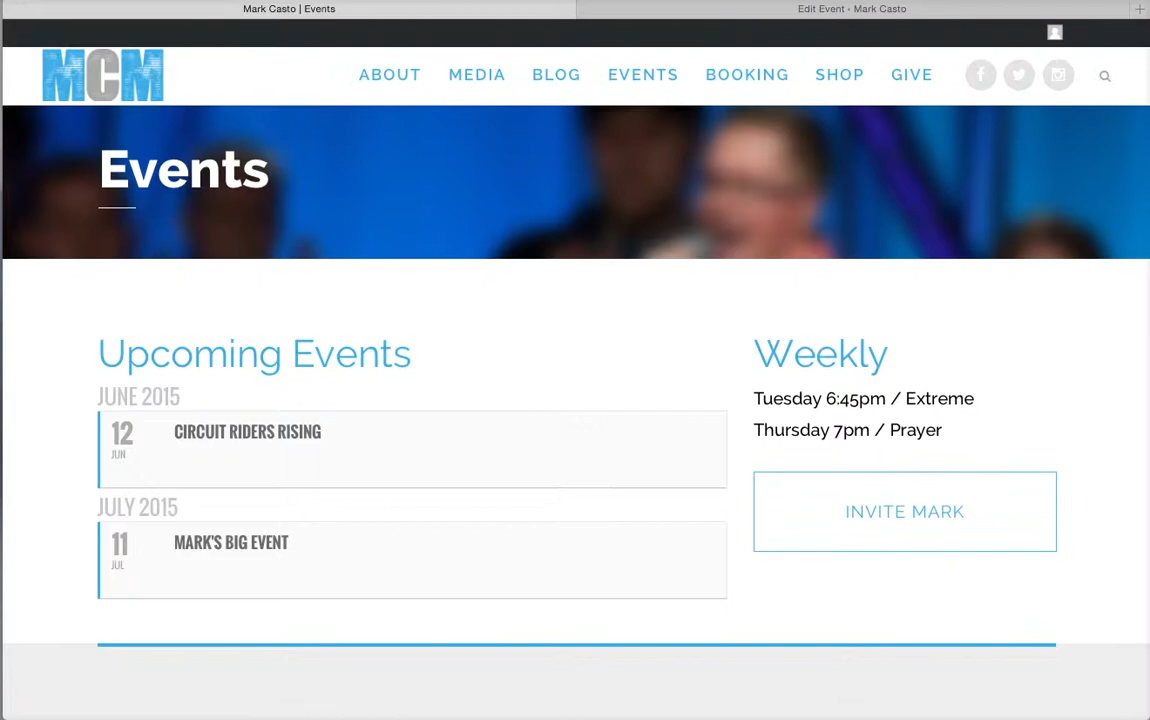 Mark Casto | Events
Edit Event ‹ Mark Casto
MCM
ABOUT MEDIA BLOG EVENTS BOOKING SHOP GIVE
Events
Upcoming Events
JUNE 2015
12
JUN
CIRCUIT RIDERS RISING
JULY 2015
11
JUL
MARK'S BIG EVENT
Weekly
Tuesday 6:45pm / Extreme
Thursday 7pm / Prayer
INVITE MARK